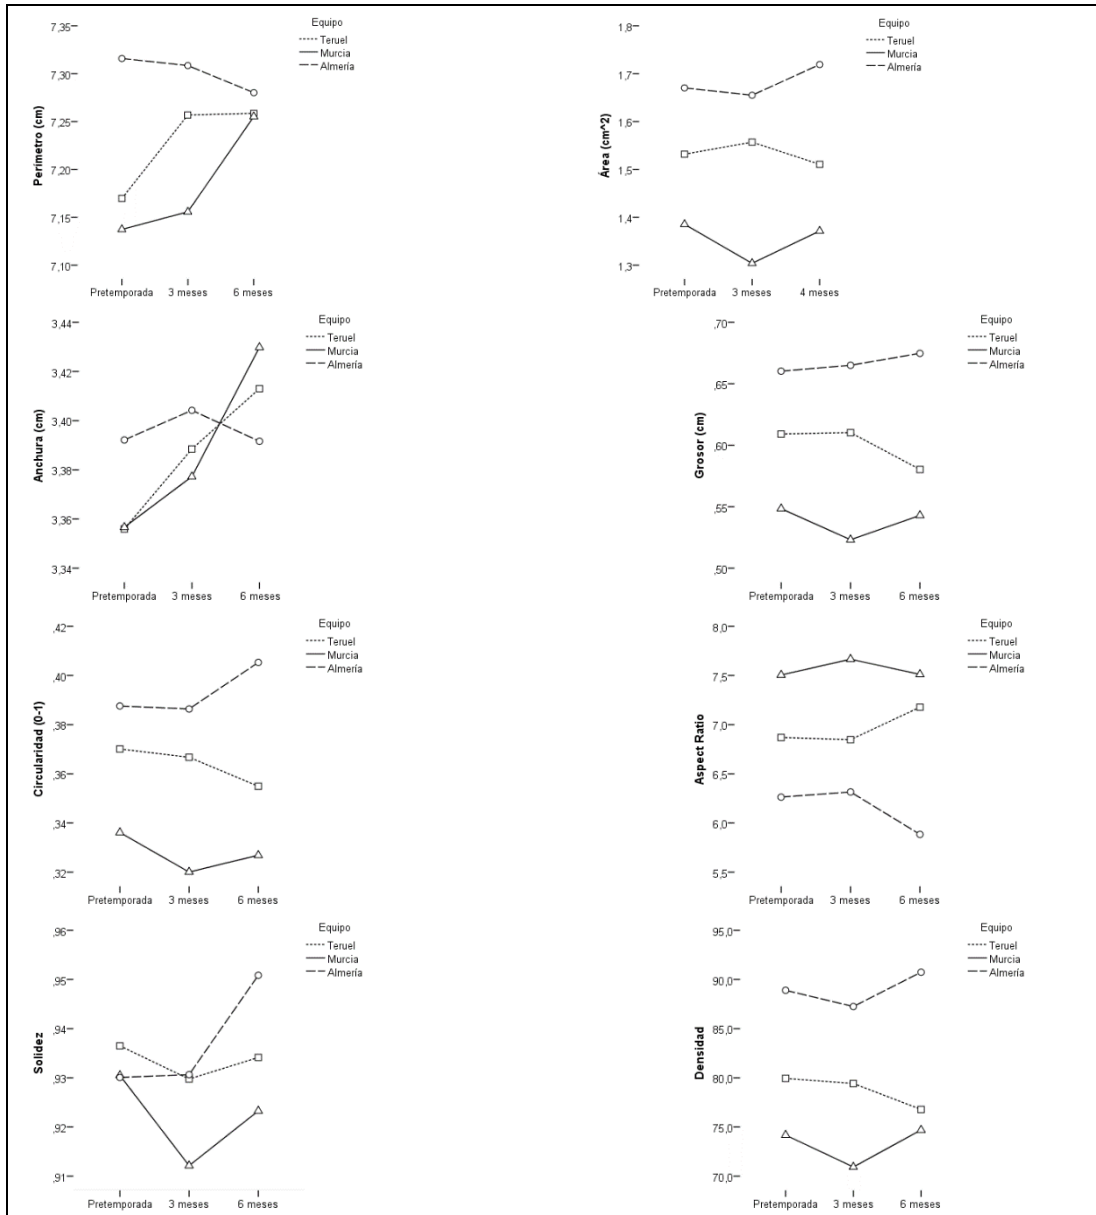 Perímetro (cm)
7,35
7,30
7,25
7,20
7,15
7,10
Pretemporada 3 meses 6 meses
Equipo
Teruel
Murcia
Almería
Área (cm^2)
1,8
1,7
1,6
1,5
1,4
1,3
Pretemporada 3 meses 4 meses
Equipo
Teruel
Murcia
Almería
Anchura (cm)
3,44
3,42
3,40
3,38
3,36
3,34
Pretemporada 3 meses 6 meses
Equipo
Teruel
Murcia
Almería
Grosor (cm)
,70
,65
,60
,55
,50
Pretemporada 3 meses 6 meses
Equipo
Teruel
Murcia
Almería
Circularidad (0-1)
,42
,40
,38
,36
,34
,32
Pretemporada 3 meses 6 meses
Equipo
Teruel
Murcia
Almería
Aspect Ratio
8,0
7,5
7,0
6,5
6,0
5,5
Pretemporada 3 meses 6 meses
Equipo
Teruel
Murcia
Almería
Solidez
,96
,95
,94
,93
,92
,91
Pretemporada 3 meses 6 meses
Equipo
Teruel
Murcia
Almería
Densidad
95,0
90,0
85,0
80,0
75,0
70,0
Pretemporada 3 meses 6 meses
Equipo
Teruel
Murcia
Almería